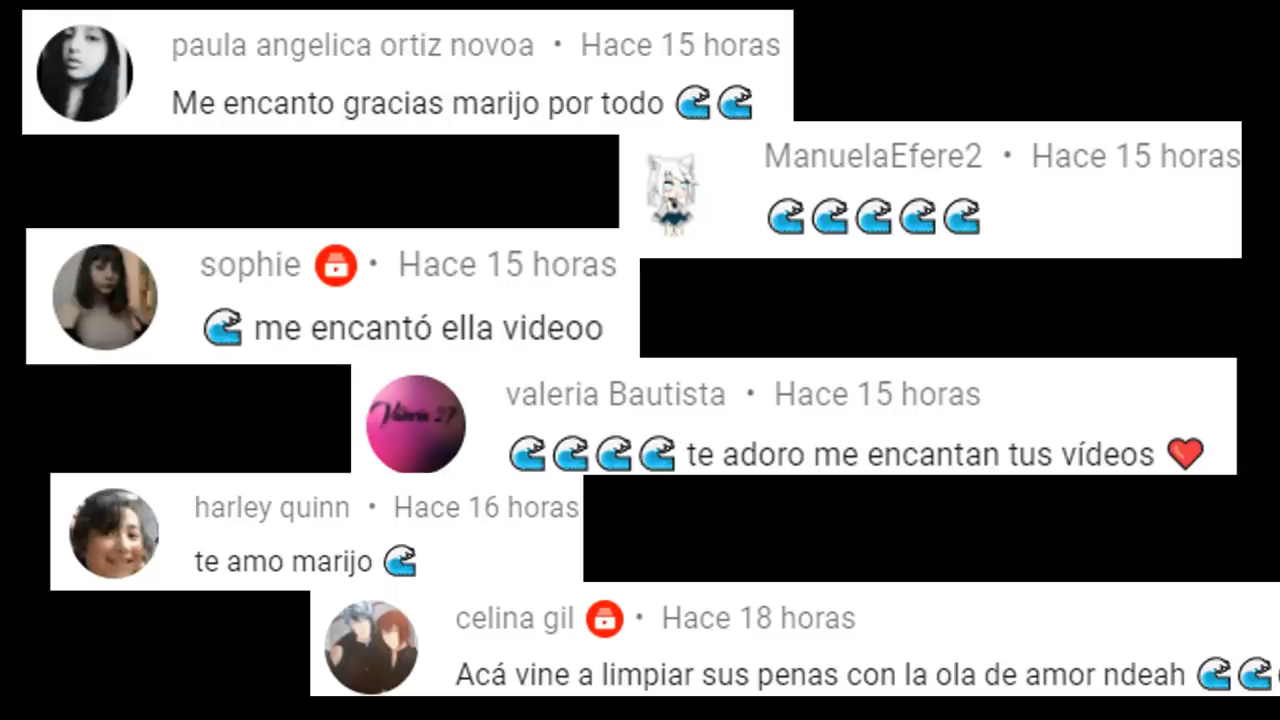 paula angelica ortiz novoa • Hace 15 horas
Me encanto gracias marijo por todo 🌊🌊
ManuelaEfere2 • Hace 15 horas
🌊🌊🌊🌊🌊
sophie • Hace 15 horas
🌊 me encantó ella videoo
valeria Bautista • Hace 15 horas
🌊🌊🌊🌊 te adoro me encantan tus vídeos ❤️
harley quinn • Hace 16 horas
te amo marijo 🌊
celina gil • Hace 18 horas
Acá vine a limpiar sus penas con la ola de amor ndeah 🌊🌊